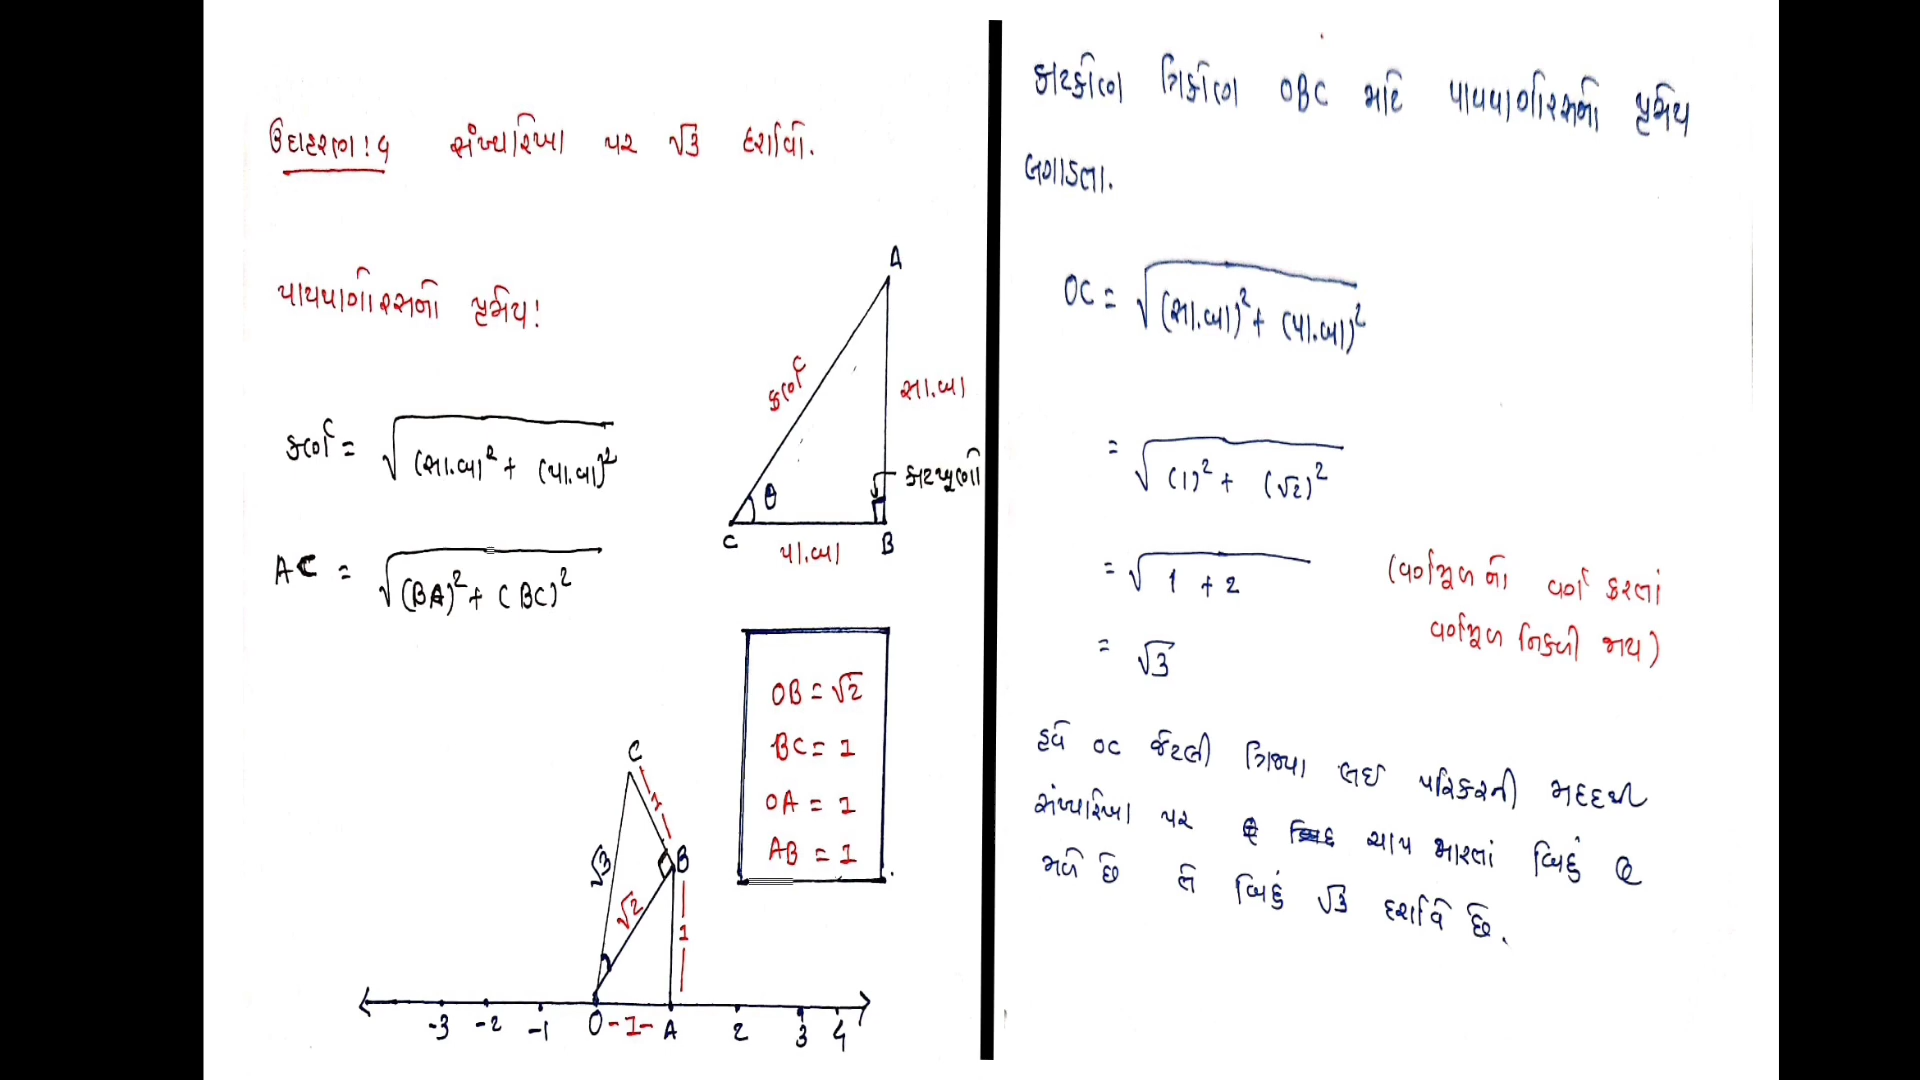 ઉદાહરણ : ૫ સંખ્યારેખા પર √3 દર્શાવો.
પાયથાગોરસનો પ્રમેય :
કર્ણ = √(સા.બા)² + (પા.બા)²
AC = √(BA)² + (BC)²
A
કર્ણ
સા.બા
કાટખૂણો
θ
C
પા.બા
B
OB = √2
BC = 1
OA = 1
AB = 1
C
1
√3
B
√2
1
-3 -2 -1 0 -1- A 2 3 4
કાટકોણ ત્રિકોણ OBC માટે પાયથાગોરસનો પ્રમેય
લગાડતા.
OC = √(સા.બા)² + (પા.બા)²
= √(1)² + (√2)²
= √1 + 2 (વર્ગમૂળ નો વર્ગ કરતાં
વર્ગમૂળ નિકળી જાય)
= √3
હવે OC જેટલી ત્રિજ્યા લઈ પરિકરની મદદથી
સંખ્યારેખા પર ચાપ મારતાં બિંદુ Q
મળે છે તે બિંદુ √3 દર્શાવે છે.